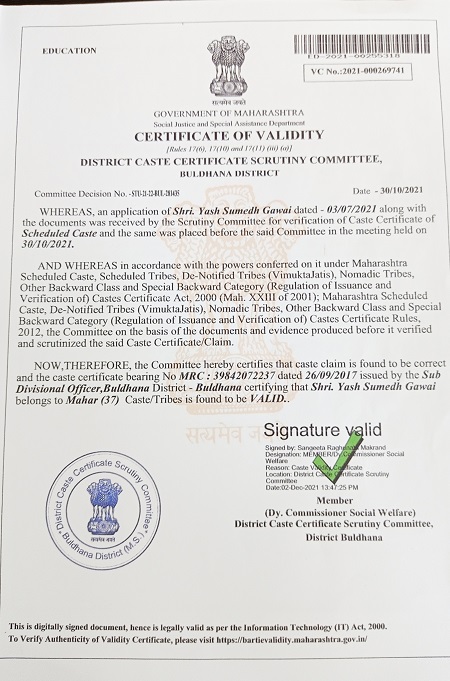 EDUCATION
ED-2021-00255318
VC No.:2021-000269741
सत्यमेव जयते
GOVERNMENT OF MAHARASHTRA
Social Justice and Special Assistance Department
CERTIFICATE OF VALIDITY
[Rules 17(6), 17(10) and 17(11) (iii) (a)]
DISTRICT CASTE CERTIFICATE SCRUTINY COMMITTEE,
BULDHANA DISTRICT
Committee Decision No.
Date - 30/10/2021
WHEREAS, an application of Shri. Yash Sumedh Gawai dated - 03/07/2021 along with
the documents was received by the Scrutiny Committee for verification of Caste Certificate of
Scheduled Caste and the same was placed before the said Committee in the meeting held on
30/10/2021.
AND WHEREAS in accordance with the powers conferred on it under Maharashtra
Scheduled Caste, Scheduled Tribes, De-Notified Tribes (VimuktaJatis), Nomadic Tribes,
Other Backward Class and Special Backward Category (Regulation of Issuance and
Verification of) Castes Certificate Act, 2000 (Mah. XXIII of 2001); Maharashtra Scheduled
Caste, De-Notified Tribes (VimuktaJatis), Nomadic Tribes, Other Backward Class and Special
Backward Category (Regulation of Issuance and Verification of) Castes Certificate Rules,
2012, the Committee on the basis of the documents and evidence produced before it verified
and scrutinized the said Caste Certificate/Claim.
NOW,THEREFORE, the Committee hereby certifies that caste claim is found to be correct
and the caste certificate bearing No MRC : 39842072237 dated 26/09/2017 issued by the Sub
Divisional Officer,Buldhana District - Buldhana certifying that Shri. Yash Sumedh Gawai
belongs to Mahar (37) Caste/Tribes is found to be VALID..
सत्यमेव जयते
Signature valid
Signed by: Sangeeta Makrand
Designation: MEMBER/Dy Commissioner Social
Welfare
Reason: Caste Validity Certificate
Location: District Caste Certificate Scrutiny
Committee
Date:02-Dec-2021 13:47:25 PM
Member
(Dy. Commissioner Social Welfare)
District Caste Certificate Scrutiny Committee,
District Buldhana
District Caste Certificate Scrutiny Committee
Buldhana District (M.S.)
This is digitally signed document, hence is legally valid as per the Information Technology (IT) Act, 2000.
To Verify Authenticity of Validity Certificate, please visit https://bartievalidity.maharashtra.gov.in/